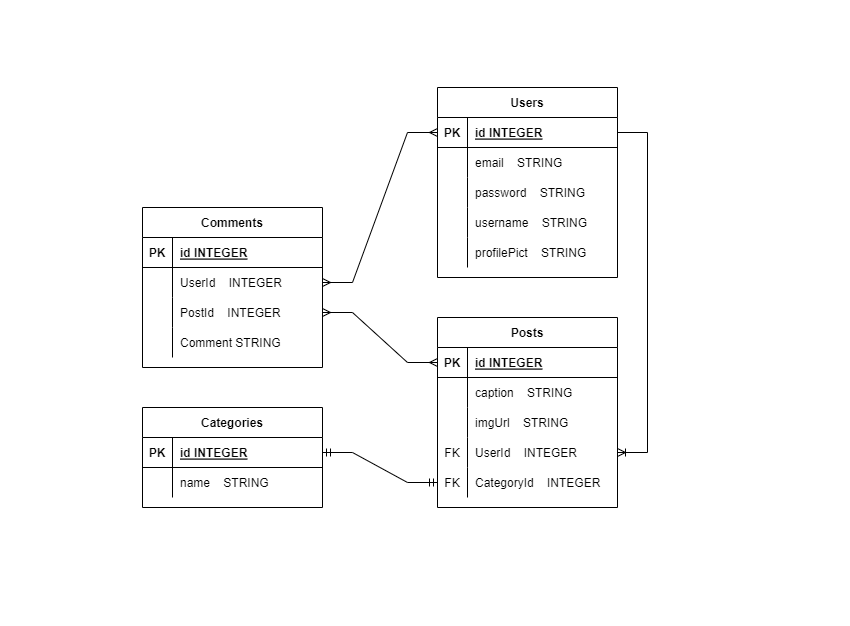 Users
PK id INTEGER
email STRING
password STRING
username STRING
profilePict STRING
Comments
PK id INTEGER
UserId INTEGER
PostId INTEGER
Comment STRING
Posts
PK id INTEGER
caption STRING
imgUrl STRING
FK UserId INTEGER
FK CategoryId INTEGER
Categories
PK id INTEGER
name STRING